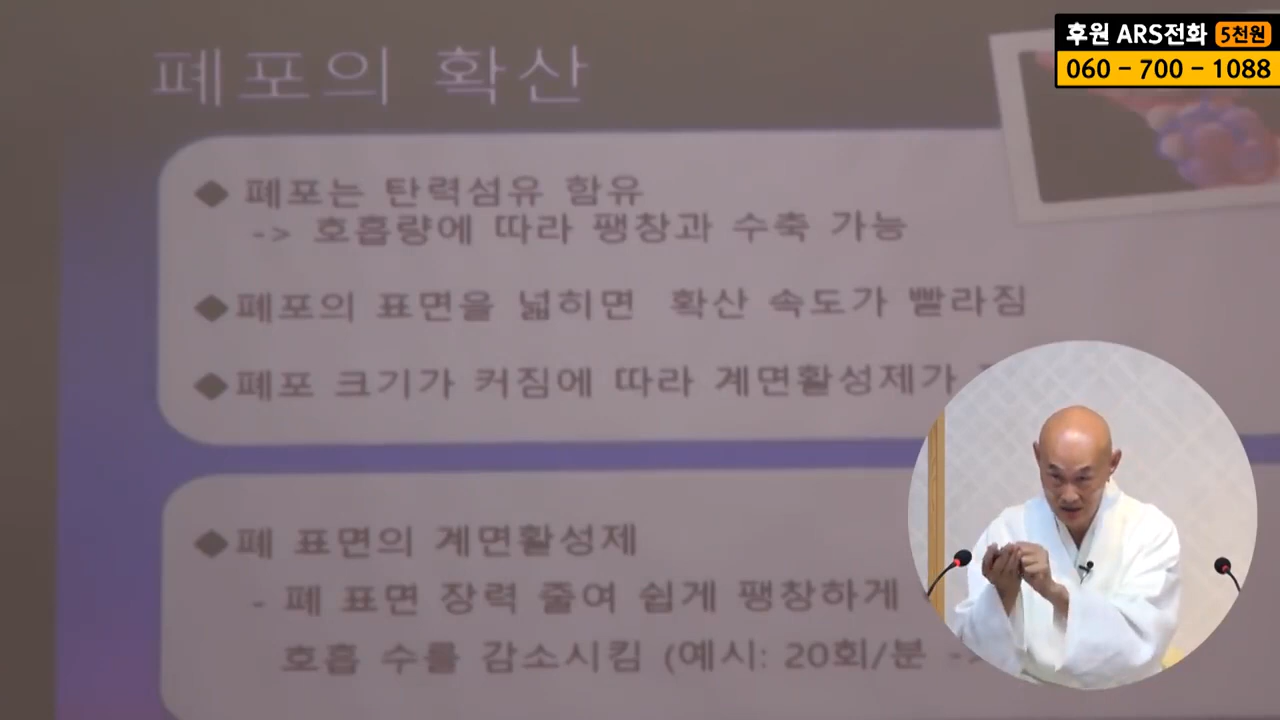 후원 ARS전화 5천원
060 - 700 - 1088
폐포의 확산
◆ 폐포는 탄력섬유 함유
-> 호흡량에 따라 팽창과 수축 가능
◆폐포의 표면을 넓히면 확산 속도가 빨라짐
◆폐포 크기가 커짐에 따라 계면활성제가
◆폐 표면의 계면활성제
- 폐 표면 장력 줄여 쉽게 팽창하게
호흡 수를 감소시킴 (예시: 20회/분 ->